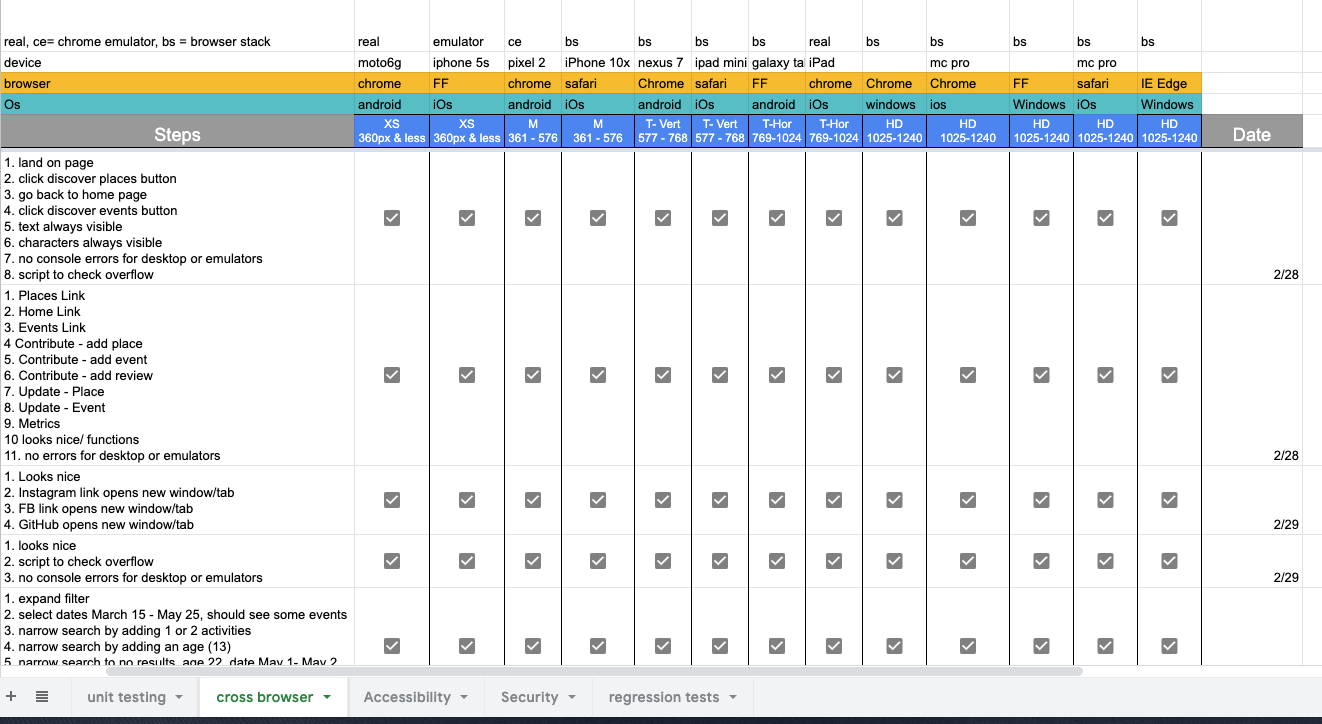 real, ce= chrome emulator, bs = browser stack real emulator ce bs bs bs bs real bs bs bs bs bs
device moto6g iphone 5s pixel 2 iPhone 10x nexus 7 ipad mini galaxy ta iPad mc pro mc pro
browser chrome FF chrome safari Chrome safari FF chrome Chrome Chrome FF safari IE Edge
Os android iOs android iOs android iOs android iOs windows ios Windows iOs Windows
Steps XS XS M M T- Vert T- Vert T-Hor T-Hor HD HD HD HD HD Date
360px & less 360px & less 361 - 576 361 - 576 577 - 768 577 - 768 769-1024 769-1024 1025-1240 1025-1240 1025-1240 1025-1240 1025-1240
1. land on page
2. click discover places button
3. go back to home page
4. click discover events button
5. text always visible
6. characters always visible
7. no console errors for desktop or emulators
8. script to check overflow 2/28
1. Places Link
2. Home Link
3. Events Link
4 Contribute - add place
5. Contribute - add event
6. Contribute - add review
7. Update - Place
8. Update - Event
9. Metrics
10 looks nice/ functions
11. no errors for desktop or emulators 2/28
1. Looks nice
2. Instagram link opens new window/tab
3. FB link opens new window/tab
4. GitHub opens new window/tab 2/29
1. looks nice
2. script to check overflow
3. no console errors for desktop or emulators 2/29
1. expand filter
2. select dates March 15 - May 25, should see some events
3. narrow search by adding 1 or 2 activities
4. narrow search by adding an age (13)
5. narrow search to no results, age 22, date May 1- May 2
unit testing cross browser Accessibility Security regression tests